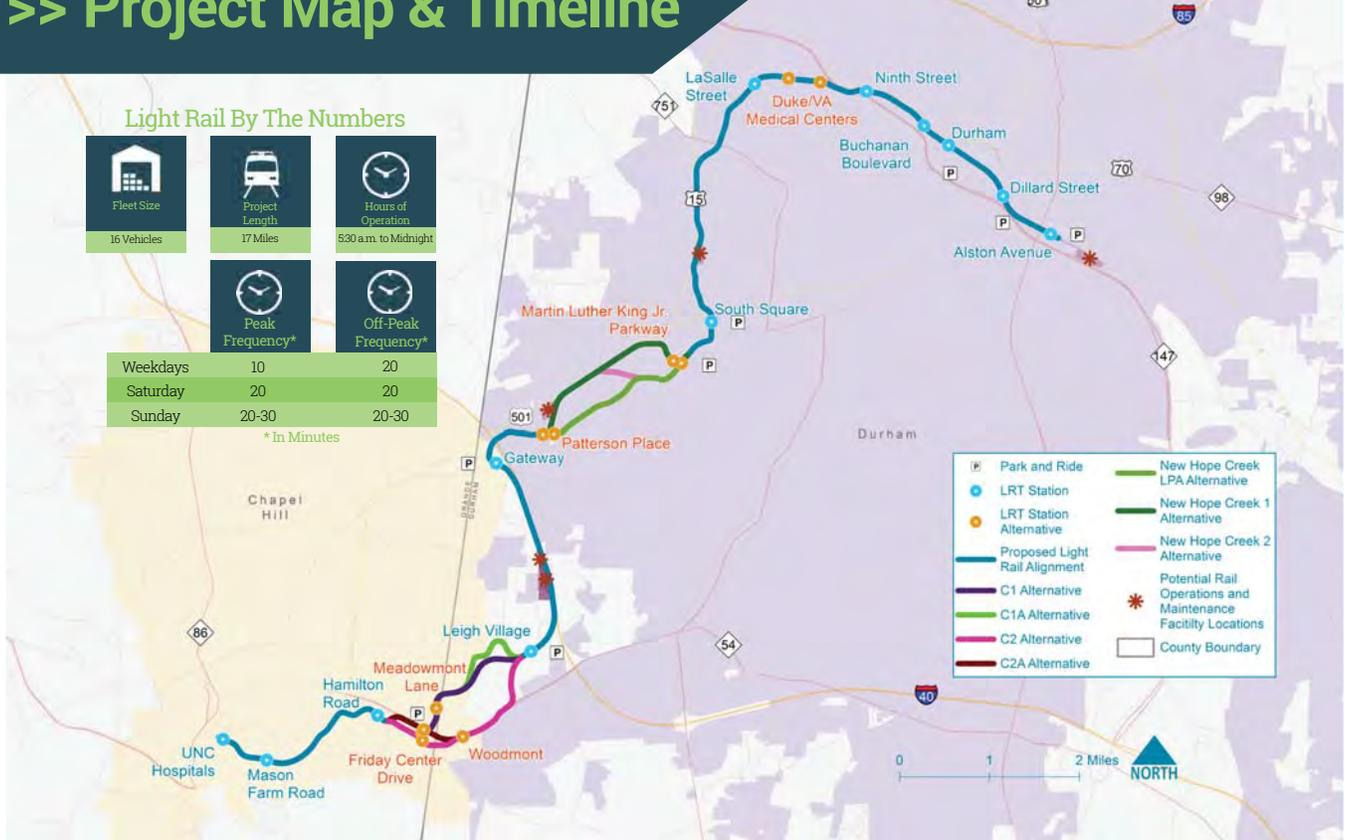 >> Project Map & Timeline
Light Rail By The Numbers
Fleet Size
16 Vehicles
Project
Length
17 Miles
Hours of
Operation
5:30 a.m. to Midnight
Peak
Frequency*
Off-Peak
Frequency*
Weekdays 10 20
Saturday 20 20
Sunday 20-30 20-30
* In Minutes
85
751
LaSalle
Street
Duke/VA
Medical Centers
Ninth Street
Buchanan
Boulevard
Durham
P
70
98
15
Dillard Street
P
P
Alston Avenue
Martin Luther King Jr.
Parkway
South Square
P
P
147
501
Patterson Place
Gateway
P
ORANGE
DURHAM
Durham
Chapel
Hill
86
54
40
Leigh Village
P
Meadowmont
Lane
Hamilton
Road
P
UNC
Hospitals
Mason
Farm Road
Friday Center
Drive
Woodmont
P Park and Ride
LRT Station
LRT Station
Alternative
Proposed Light
Rail Alignment
C1 Alternative
C1A Alternative
C2 Alternative
C2A Alternative
New Hope Creek
LPA Alternative
New Hope Creek 1
Alternative
New Hope Creek 2
Alternative
Potential Rail
Operations and
Maintenance
Facitilty Locations
County Boundary
0 1 2 Miles
NORTH